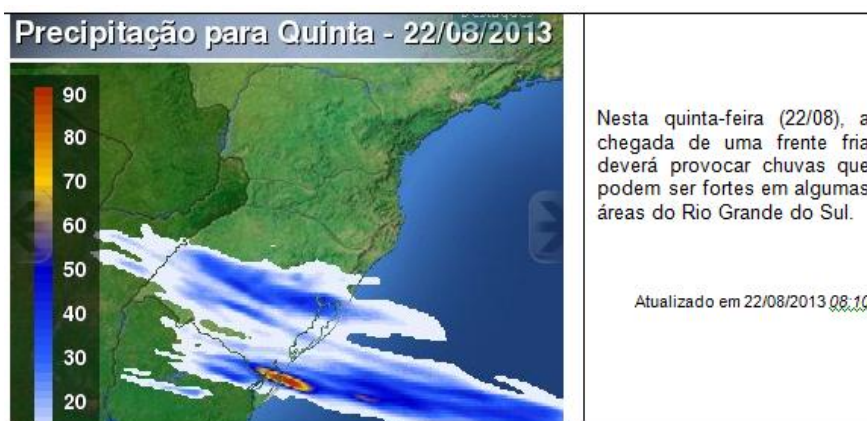 Precipitação para Quinta - 22/08/2013
90
80
70
60
50
40
30
20
Nesta quinta-feira (22/08), a
chegada de uma frente fria
deverá provocar chuvas que
podem ser fortes em algumas
áreas do Rio Grande do Sul.
Atualizado em 22/08/2013 08:10